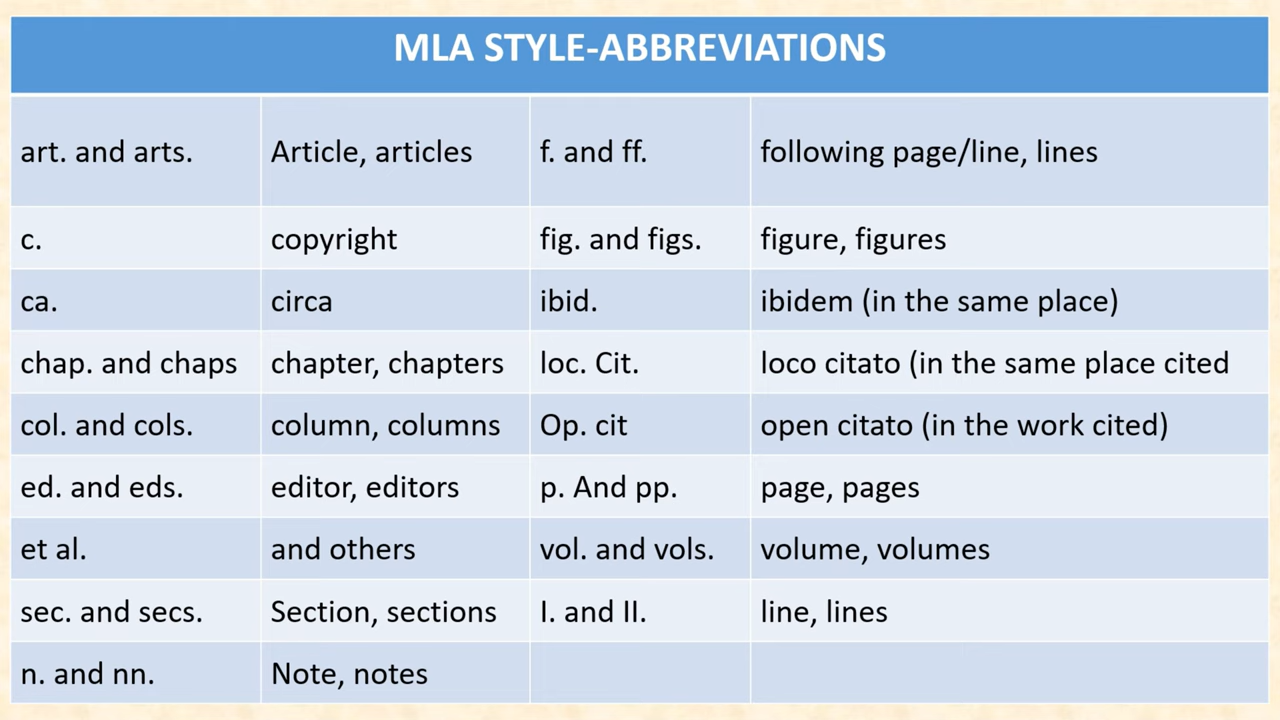 MLA STYLE-ABBREVIATIONS
art. and arts. Article, articles f. and ff. following page/line, lines
c. copyright fig. and figs. figure, figures
ca. circa ibid. ibidem (in the same place)
chap. and chaps chapter, chapters loc. Cit. loco citato (in the same place cited
col. and cols. column, columns Op. cit open citato (in the work cited)
ed. and eds. editor, editors p. And pp. page, pages
et al. and others vol. and vols. volume, volumes
sec. and secs. Section, sections I. and II. line, lines
n. and nn. Note, notes